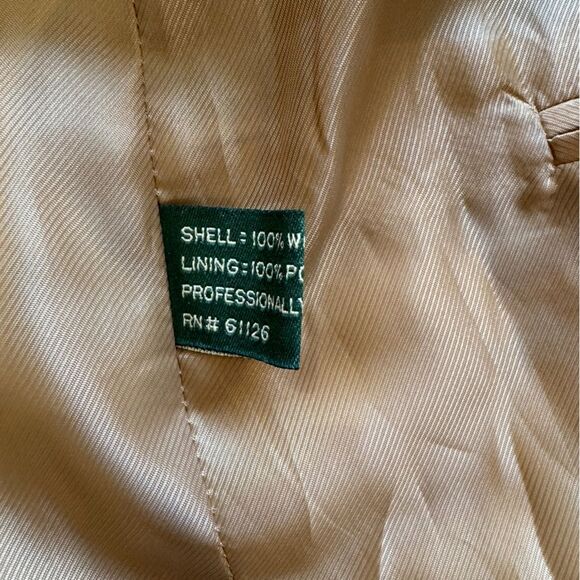 SHELL = 100% W
LINING = 100% PO
PROFESSIONALLY
RN# 61126